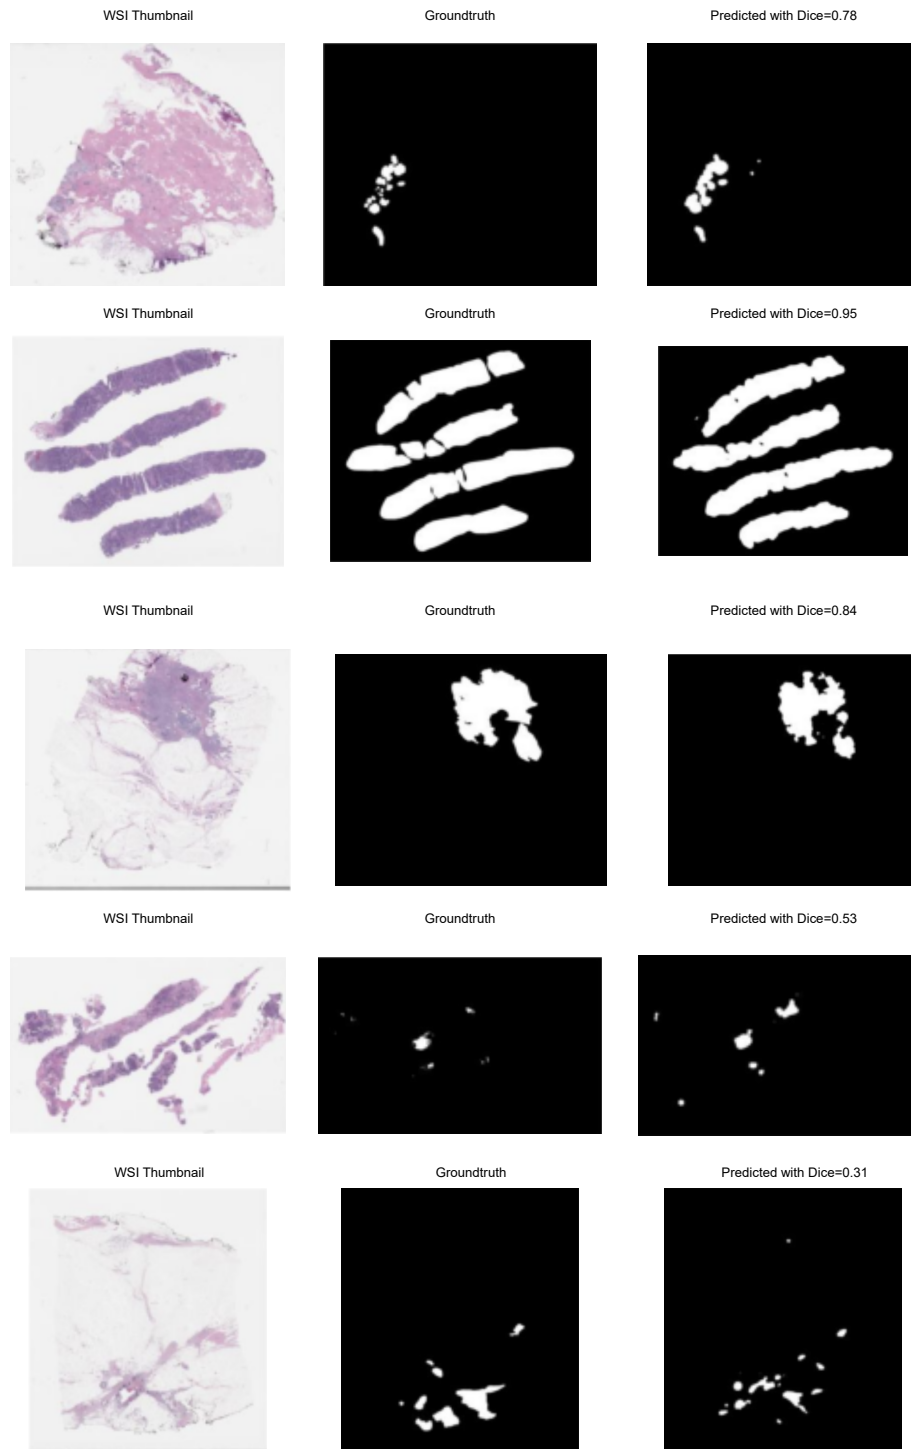 WSI Thumbnail Groundtruth Predicted with Dice=0.78
WSI Thumbnail Groundtruth Predicted with Dice=0.95
WSI Thumbnail Groundtruth Predicted with Dice=0.84
WSI Thumbnail Groundtruth Predicted with Dice=0.53
WSI Thumbnail Groundtruth Predicted with Dice=0.31